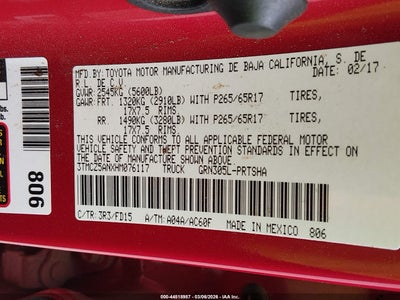 MFD.BY:TOYOTA MOTOR MANUFACTURING DE BAJA CALIFORNIA, S. DE
R.L. DE C.V. DATE: 02/17
GVWR: 2545KG (5600LB)
GAWR: FRT. 1320KG (2910LB) WITH P265/65R17 TIRES,
17X7.5 RIMS
RR. 1490KG (3280LB) WITH P265/65R17 TIRES,
17X7.5 RIMS
THIS VEHICLE CONFORMS TO ALL APPLICABLE FEDERAL MOTOR
VEHICLE SAFETY AND THEFT PREVENTION STANDARDS IN EFFECT
ON THE DATE OF MANUFACTURE SHOWN ABOVE.
3TMCZ5ANXHM076117 TRUCK GRN305L-PRTSHA
C/TR: 3R3/FD15 A/TM: A04A/AC60F MADE IN MEXICO 806
806
lbs.
000-44518967 - 03/06/2026 - IAA Inc.